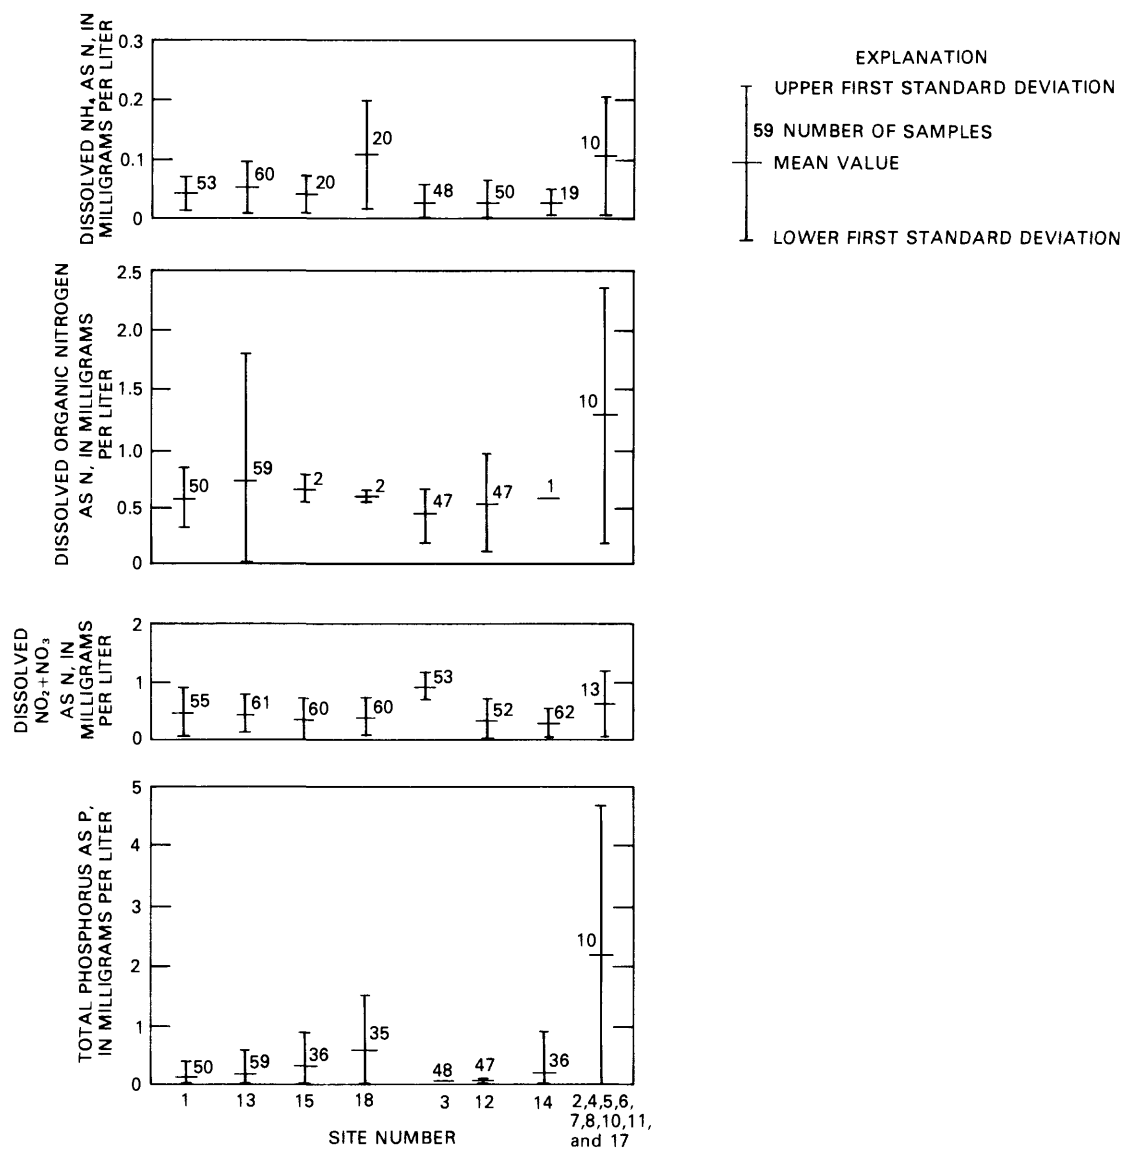 DISSOLVED NH₄ AS N, IN
MILLIGRAMS PER LITER
0.3
0.2
0.1
0
53
60
20
20
48
50
19
10
EXPLANATION
UPPER FIRST STANDARD DEVIATION
59 NUMBER OF SAMPLES
MEAN VALUE
LOWER FIRST STANDARD DEVIATION
DISSOLVED ORGANIC NITROGEN
AS N, IN MILLIGRAMS
PER LITER
2.5
2.0
1.5
1.0
0.5
0
50
59
2
2
47
47
1
10
DISSOLVED
NO₂+NO₃
AS N, IN
MILLIGRAMS
PER LITER
2
1
0
55
61
60
60
53
52
62
13
TOTAL PHOSPHORUS AS P,
IN MILLIGRAMS PER LITER
5
4
3
2
1
0
50
59
36
35
48
47
36
10
1 13 15 18 3 12 14 2,4,5,6,
7,8,10,11,
and 17
SITE NUMBER